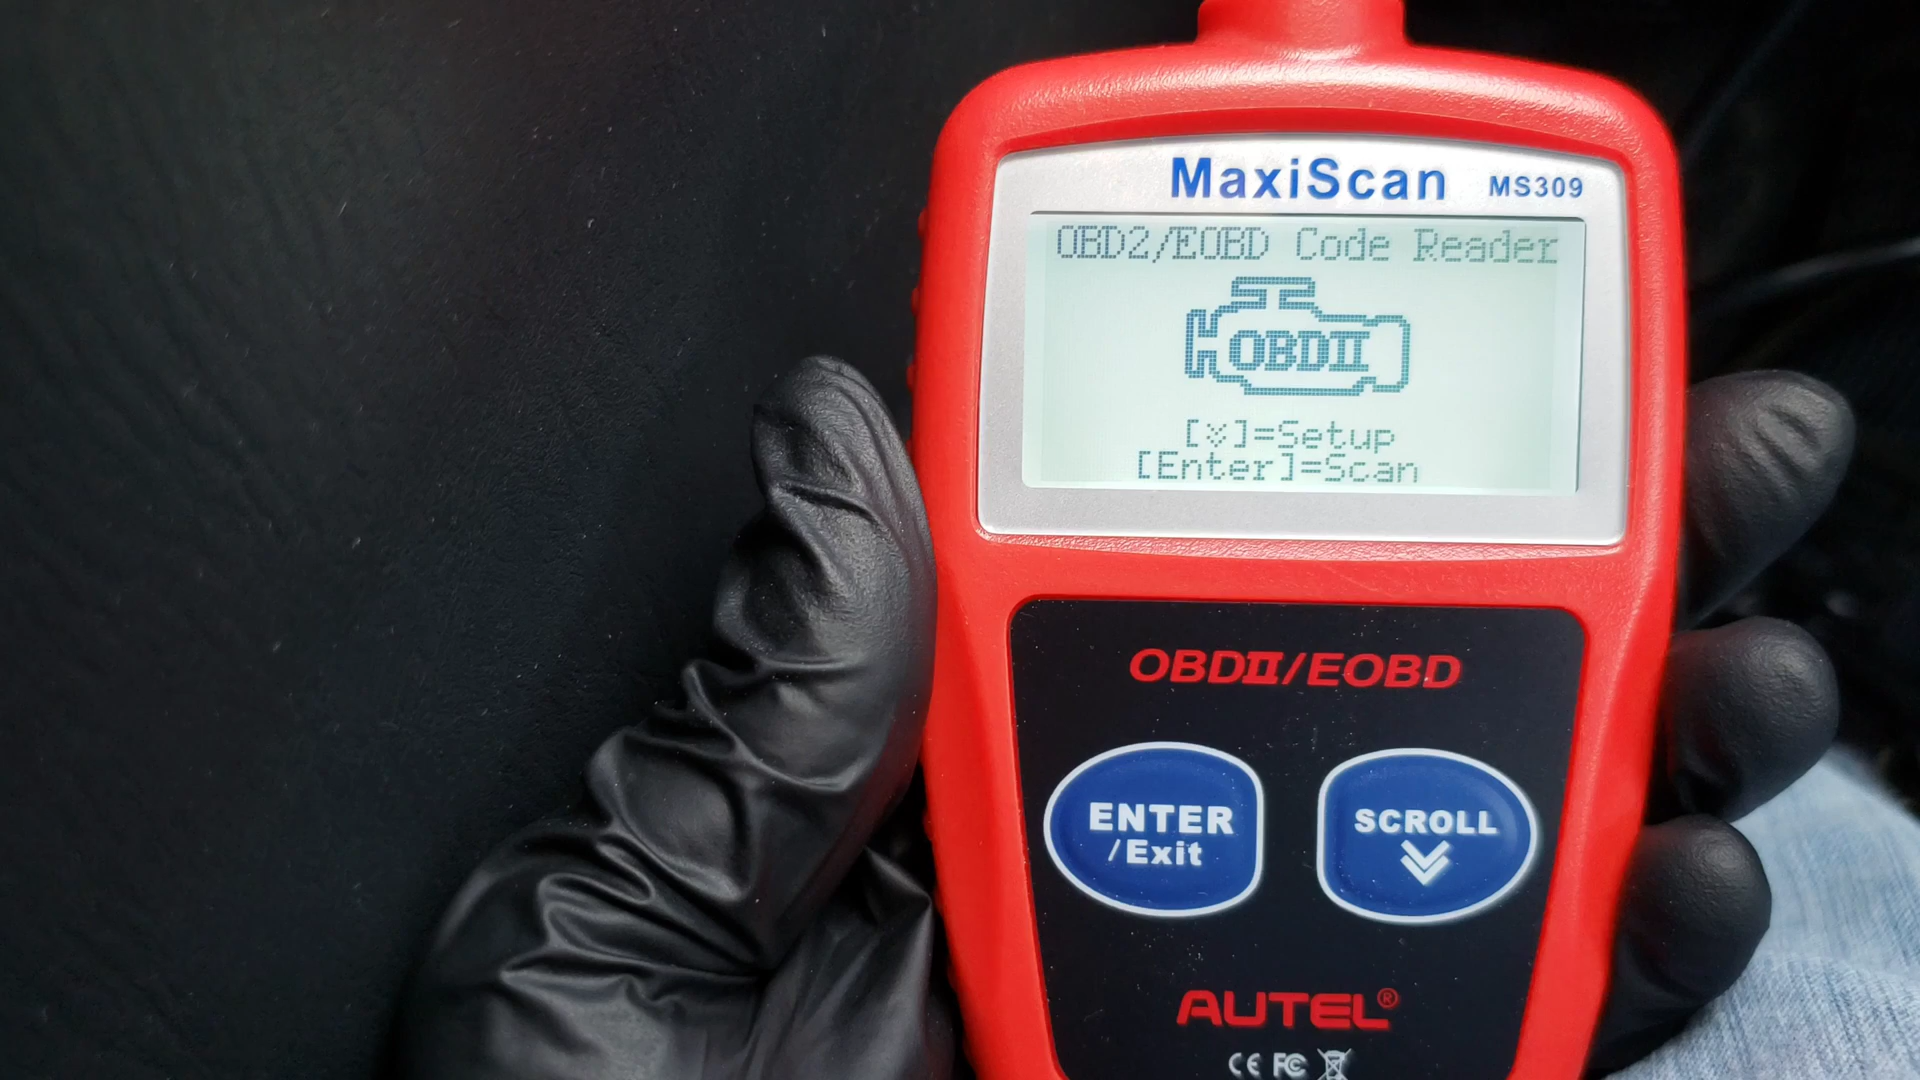 MaxiScan MS309
OBD2/EOBD Code Reader
OBDII
[⌄]=Setup
[Enter]=Scan
OBDII/EOBD
ENTER
/Exit
SCROLL
AUTEL®
CE FC